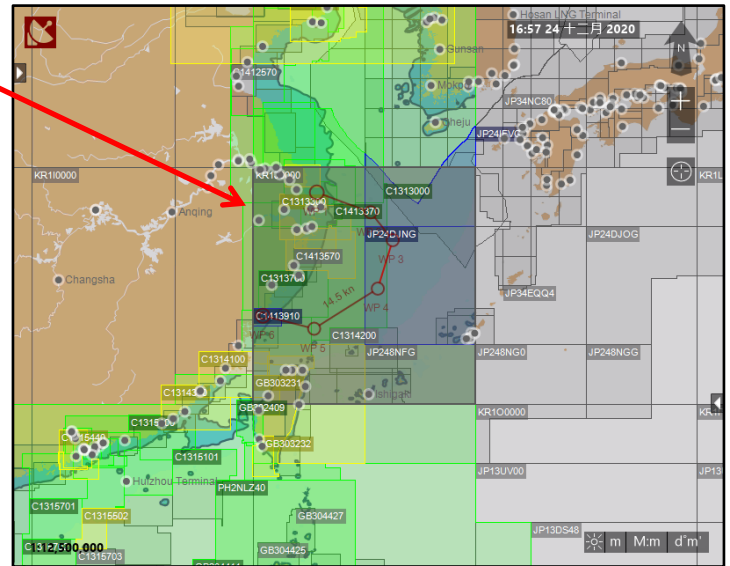 Hosan LNG Terminal
16:57 24 十二月 2020
N
Gunsan
C1412570
Mokpo
JP34NC80
JP24IFVG
KR1I0000
KR1L
C1313000
C1413370
Anqing
JP24DJNG
JP24DJOG
WP 3
C1413570
Changsha
14.5 kn
WP 4
JP34EQQ4
C1413910
C1314200
WP 5
JP248NFG
JP248NG0
JP248NGG
C1314100
GB303231
Ishigaki
KR1O0000
GB303232
C1315101
JP13UV00
Huizhou Terminal
PH2NLZ40
C1315701
C1315502
GB304427
JP13DS48
m
M:m
d°m'
1:12,500,000
C1315703
GB304425